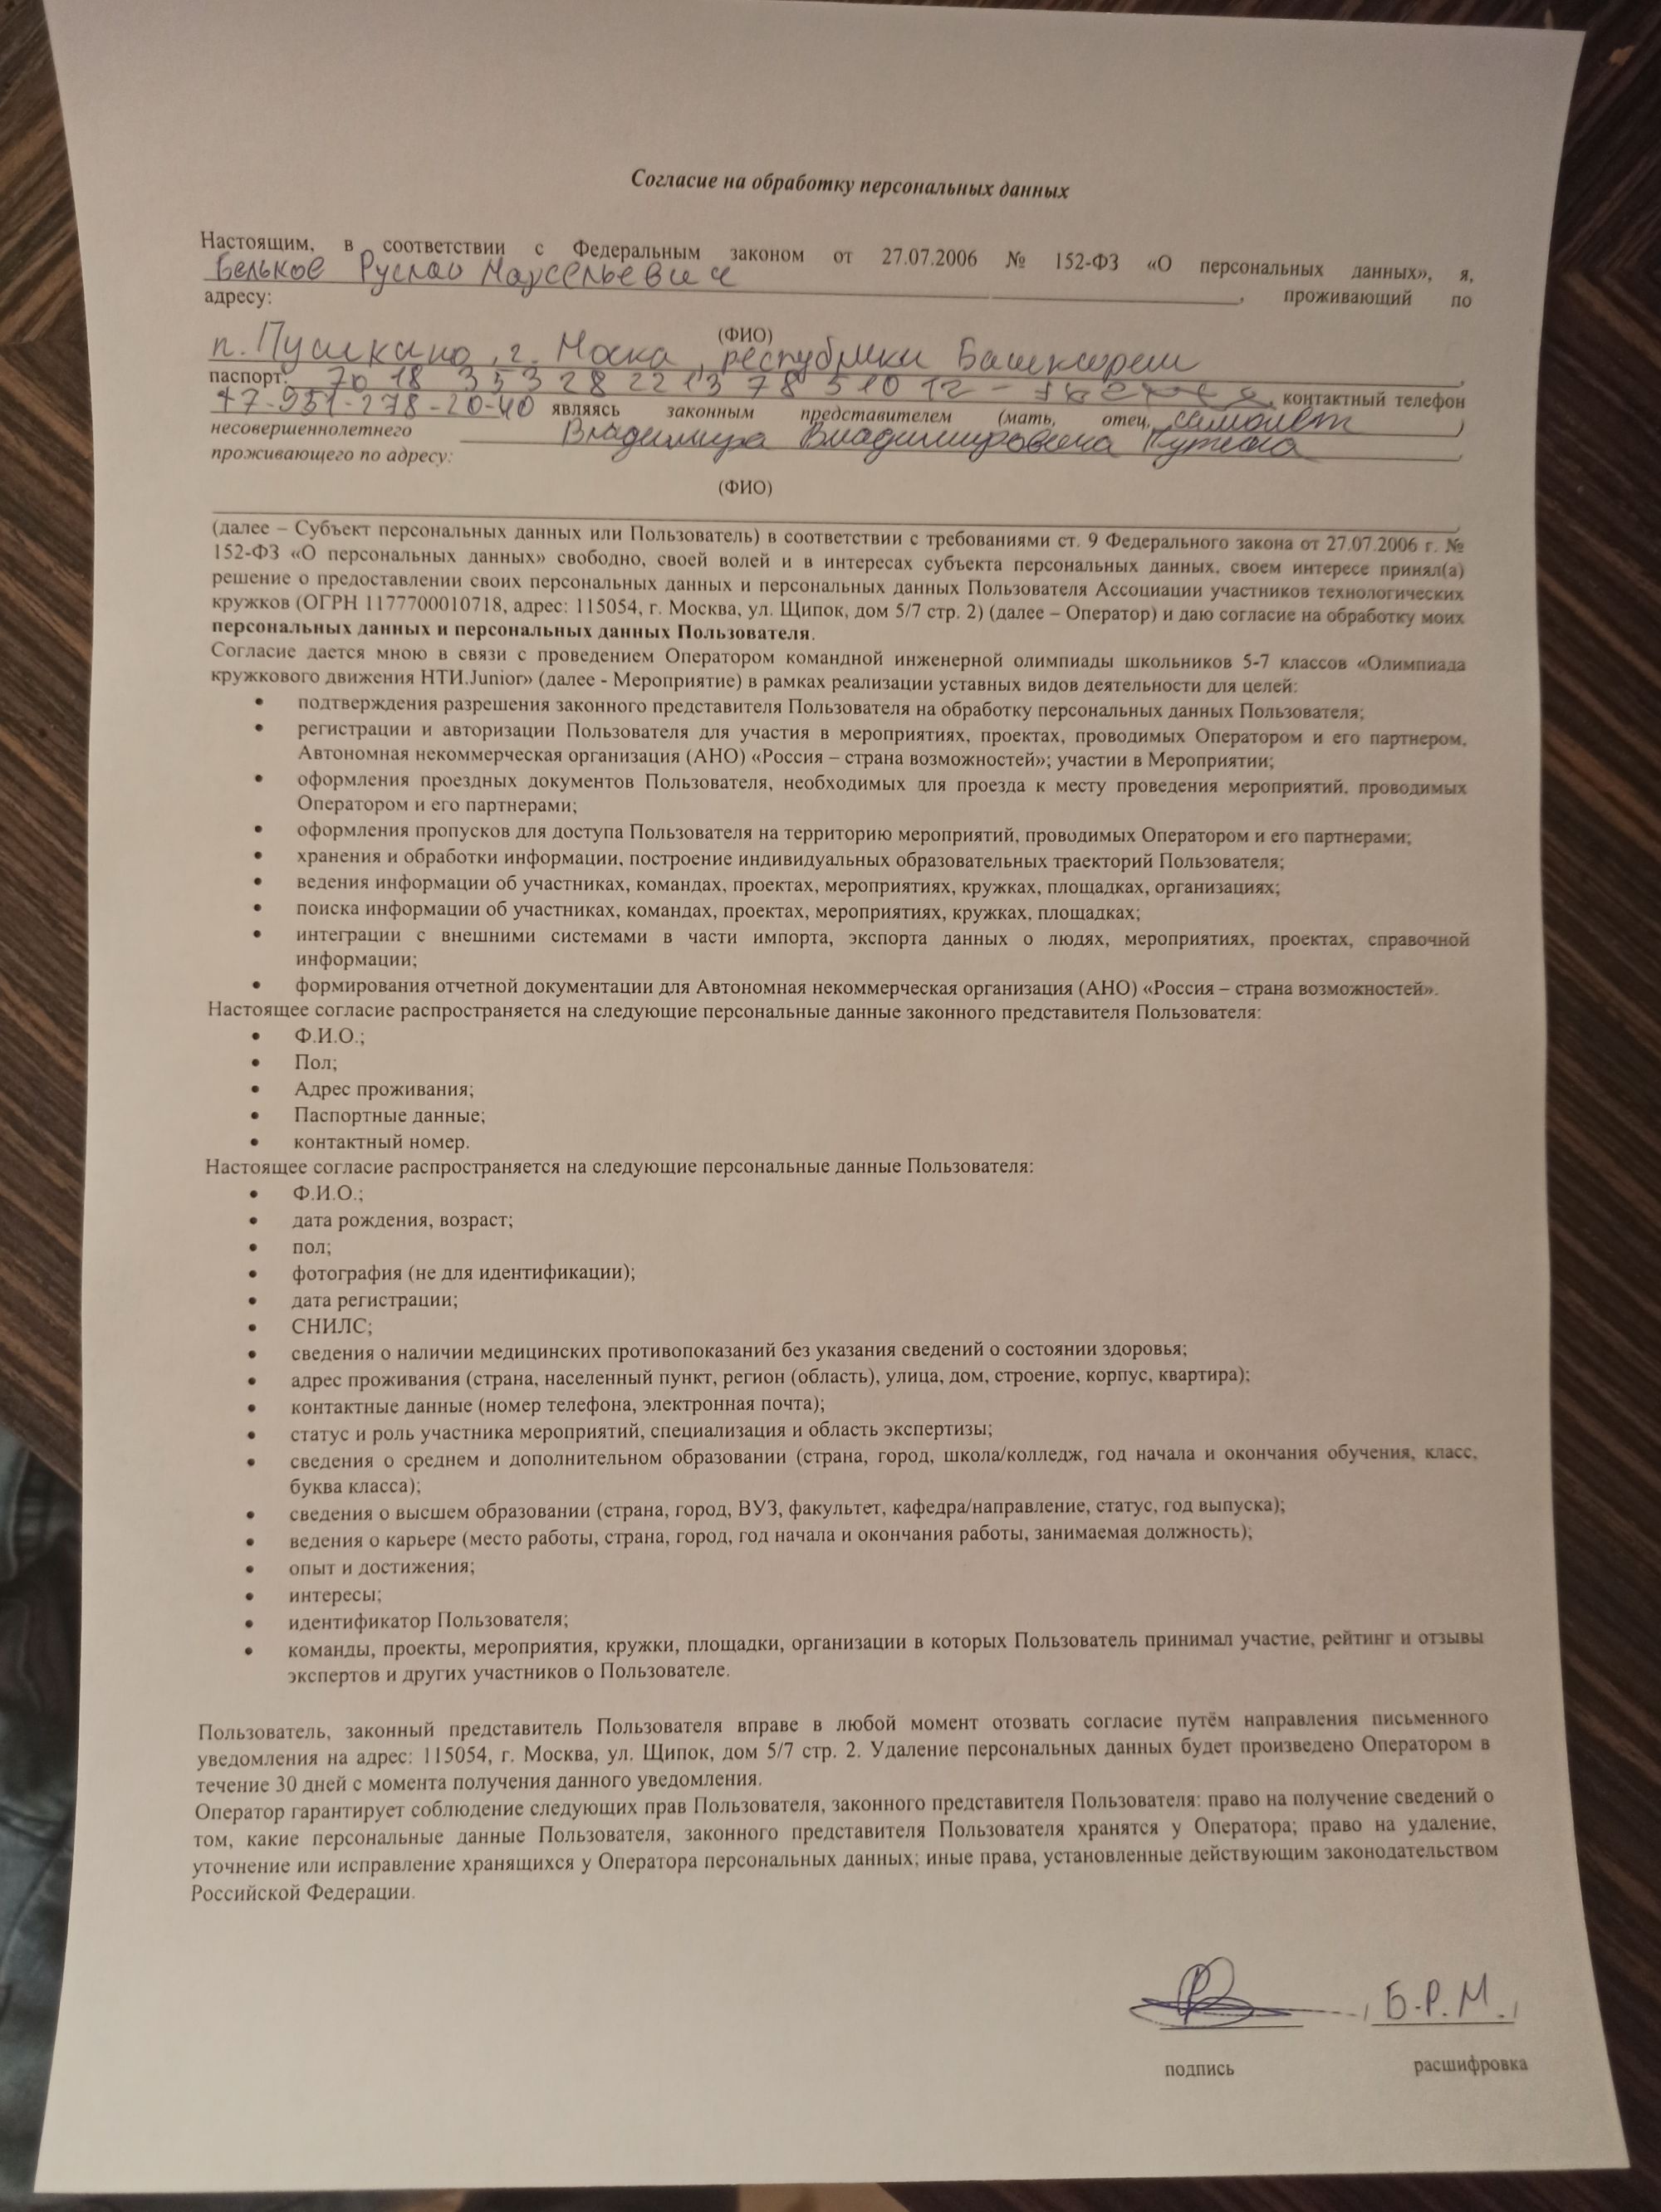 Согласие на обработку персональных данных
Настоящим, в соответствии с Федеральным законом от 27.07.2006 № 152-ФЗ «О персональных данных», я,
Бельков Руслан Марсельевич
адресу: , проживающий по
(ФИО)
п. Пушкино, г. Моска, республики Башкорт
паспорт: 70 18 353 28 22 13 78 510 12 - , контактный телефон
+7-951-278-20-40 являясь законным представителем (мать, отец, самолет )
несовершеннолетнего Владимира Владимировича Путина
проживающего по адресу:
(ФИО)
(далее – Субъект персональных данных или Пользователь) в соответствии с требованиями ст. 9 Федерального закона от 27.07.2006 г. №
152-ФЗ «О персональных данных» свободно, своей волей и в интересах субъекта персональных данных, своем интересе принял(а)
решение о предоставлении своих персональных данных и персональных данных Пользователя Ассоциации участников технологических
кружков (ОГРН 1177700010718, адрес: 115054, г. Москва, ул. Щипок, дом 5/7 стр. 2) (далее – Оператор) и даю согласие на обработку моих
персональных данных и персональных данных Пользователя.
Согласие дается мною в связи с проведением Оператором командной инженерной олимпиады школьников 5-7 классов «Олимпиада
кружкового движения НТИ.Junior» (далее - Мероприятие) в рамках реализации уставных видов деятельности для целей:
• подтверждения разрешения законного представителя Пользователя на обработку персональных данных Пользователя;
• регистрации и авторизации Пользователя для участия в мероприятиях, проектах, проводимых Оператором и его партнером,
Автономная некоммерческая организация (АНО) «Россия – страна возможностей»; участии в Мероприятии;
• оформления проездных документов Пользователя, необходимых для проезда к месту проведения мероприятий, проводимых
Оператором и его партнерами;
• оформления пропусков для доступа Пользователя на территорию мероприятий, проводимых Оператором и его партнерами;
• хранения и обработки информации, построение индивидуальных образовательных траекторий Пользователя;
• ведения информации об участниках, командах, проектах, мероприятиях, кружках, площадках, организациях;
• поиска информации об участниках, командах, проектах, мероприятиях, кружках, площадках;
• интеграции с внешними системами в части импорта, экспорта данных о людях, мероприятиях, проектах, справочной
информации;
• формирования отчетной документации для Автономная некоммерческая организация (АНО) «Россия – страна возможностей».
Настоящее согласие распространяется на следующие персональные данные законного представителя Пользователя:
• Ф.И.О.;
• Пол;
• Адрес проживания;
• Паспортные данные;
• контактный номер.
Настоящее согласие распространяется на следующие персональные данные Пользователя:
• Ф.И.О.;
• дата рождения, возраст;
• пол;
• фотография (не для идентификации);
• дата регистрации;
• СНИЛС;
• сведения о наличии медицинских противопоказаний без указания сведений о состоянии здоровья;
• адрес проживания (страна, населенный пункт, регион (область), улица, дом, строение, корпус, квартира);
• контактные данные (номер телефона, электронная почта);
• статус и роль участника мероприятий, специализация и область экспертизы;
• сведения о среднем и дополнительном образовании (страна, город, школа/колледж, год начала и окончания обучения, класс,
буква класса);
• сведения о высшем образовании (страна, город, ВУЗ, факультет, кафедра/направление, статус, год выпуска);
• ведения о карьере (место работы, страна, город, год начала и окончания работы, занимаемая должность);
• опыт и достижения;
• интересы;
• идентификатор Пользователя;
• команды, проекты, мероприятия, кружки, площадки, организации в которых Пользователь принимал участие, рейтинг и отзывы
экспертов и других участников о Пользователе.
Пользователь, законный представитель Пользователя вправе в любой момент отозвать согласие путём направления письменного
уведомления на адрес: 115054, г. Москва, ул. Щипок, дом 5/7 стр. 2. Удаление персональных данных будет произведено Оператором в
течение 30 дней с момента получения данного уведомления.
Оператор гарантирует соблюдение следующих прав Пользователя, законного представителя Пользователя: право на получение сведений о
том, какие персональные данные Пользователя, законного представителя Пользователя хранятся у Оператора; право на удаление,
уточнение или исправление хранящихся у Оператора персональных данных; иные права, установленные действующим законодательством
Российской Федерации.
Б.Р.М.
подпись расшифровка